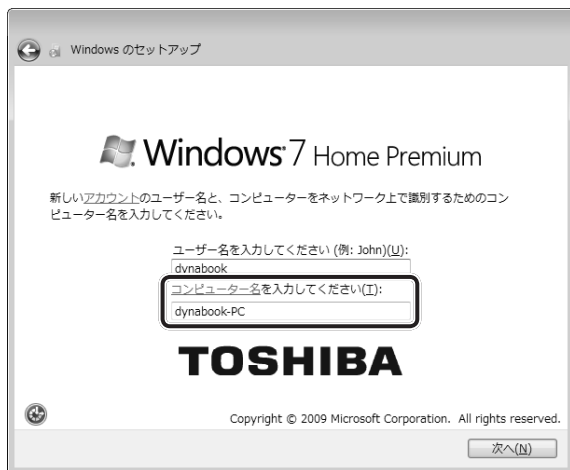 Windows のセットアップ
Windows 7 Home Premium
新しいアカウントのユーザー名と、コンピューターをネットワーク上で識別するためのコン
ピューター名を入力してください。
ユーザー名を入力してください (例: John)(U):
dynabook
コンピューター名を入力してください(T):
dynabook-PC
TOSHIBA
Copyright © 2009 Microsoft Corporation. All rights reserved.
次へ(N)